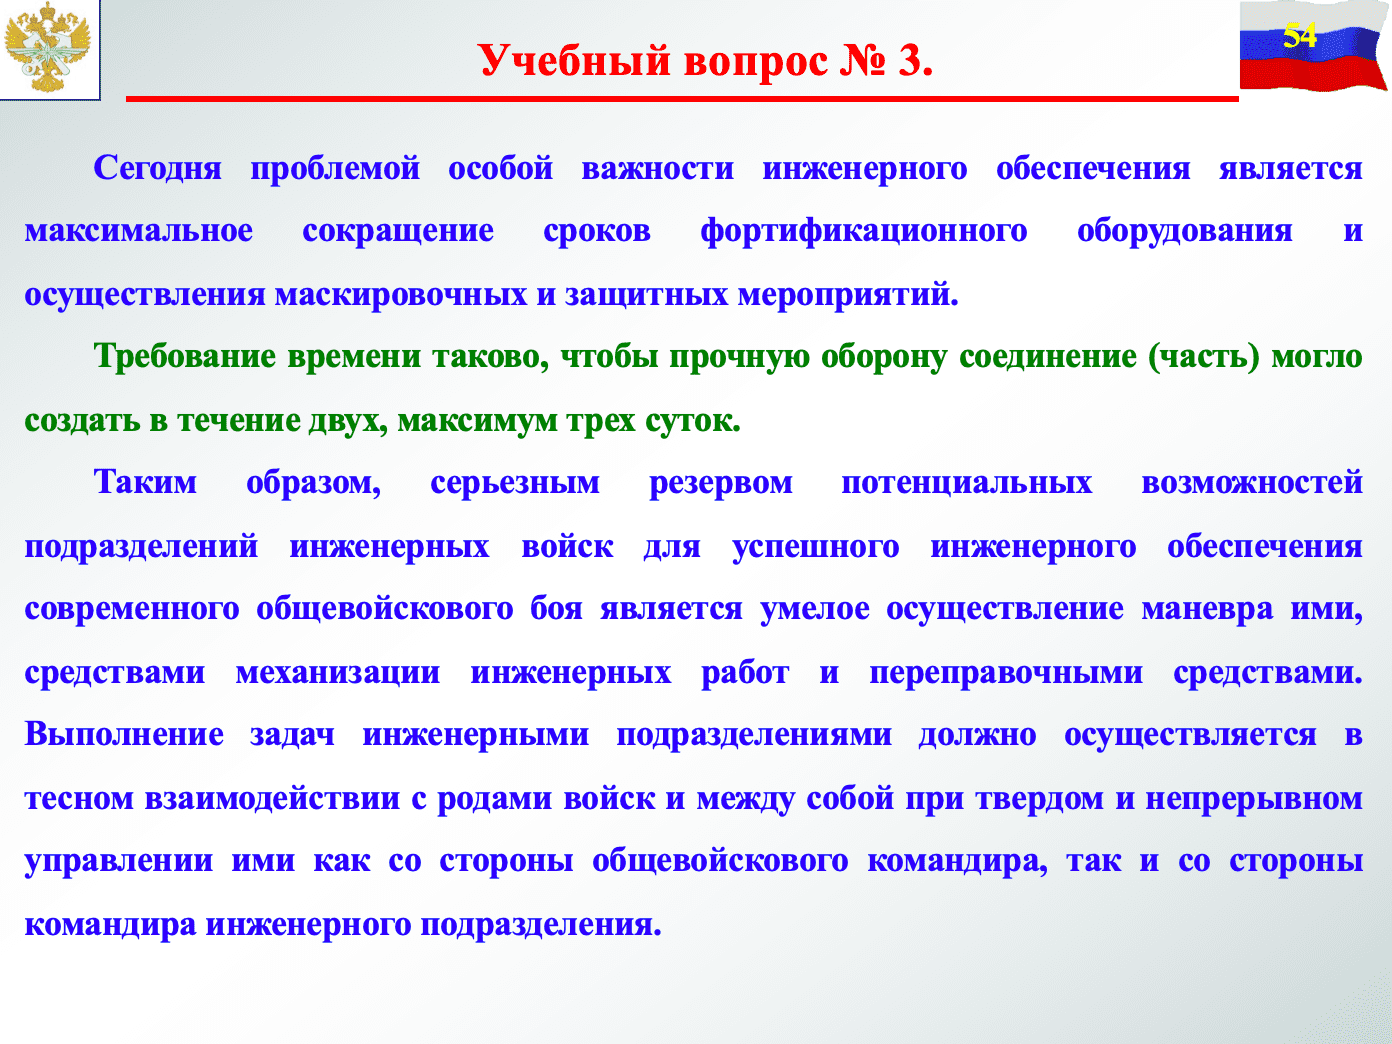 54
Учебный вопрос № 3.
Сегодня проблемой особой важности инженерного обеспечения является
максимальное сокращение сроков фортификационного оборудования и
осуществления маскировочных и защитных мероприятий.
Требование времени таково, чтобы прочную оборону соединение (часть) могло
создать в течение двух, максимум трех суток.
Таким образом, серьезным резервом потенциальных возможностей
подразделений инженерных войск для успешного инженерного обеспечения
современного общевойскового боя является умелое осуществление маневра ими,
средствами механизации инженерных работ и переправочными средствами.
Выполнение задач инженерными подразделениями должно осуществляется в
тесном взаимодействии с родами войск и между собой при твердом и непрерывном
управлении ими как со стороны общевойскового командира, так и со стороны
командира инженерного подразделения.